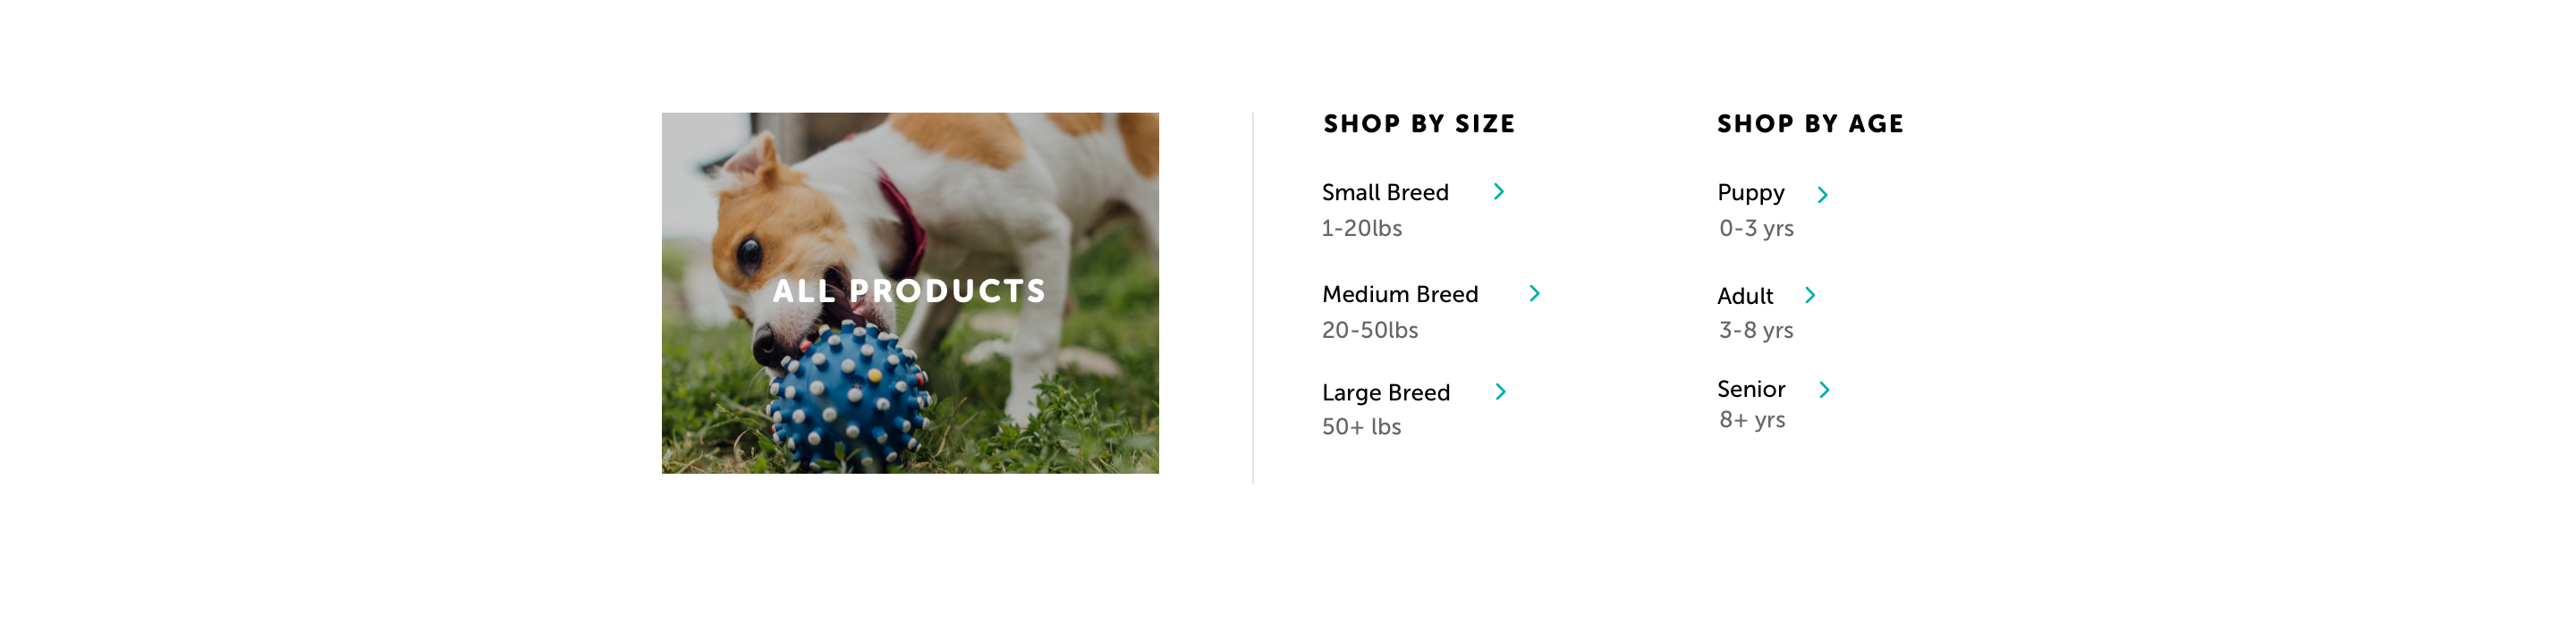 ALL PRODUCTS
SHOP BY SIZE
Small Breed
1-20lbs
Medium Breed
20-50lbs
Large Breed
50+ lbs
SHOP BY AGE
Puppy
0-3 yrs
Adult
3-8 yrs
Senior
8+ yrs